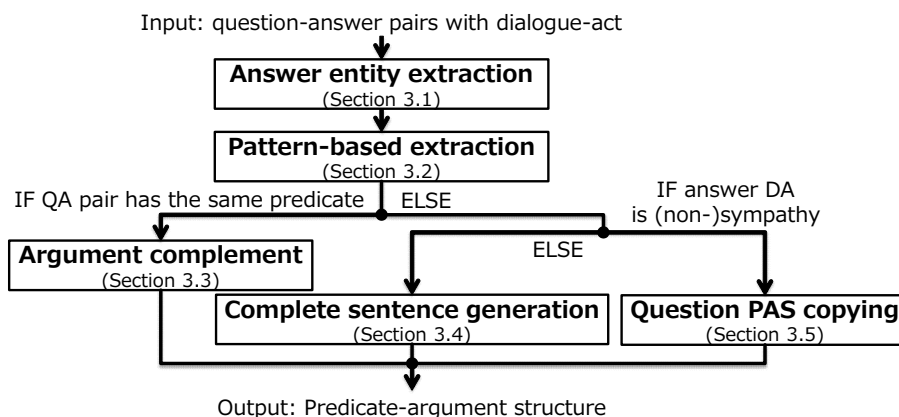 Input: question-answer pairs with dialogue-act
Answer entity extraction
(Section 3.1)
Pattern-based extraction
(Section 3.2)
IF QA pair has the same predicate
ELSE
IF answer DA
is (non-)sympathy
ELSE
Argument complement
(Section 3.3)
Complete sentence generation
(Section 3.4)
Question PAS copying
(Section 3.5)
Output: Predicate-argument structure